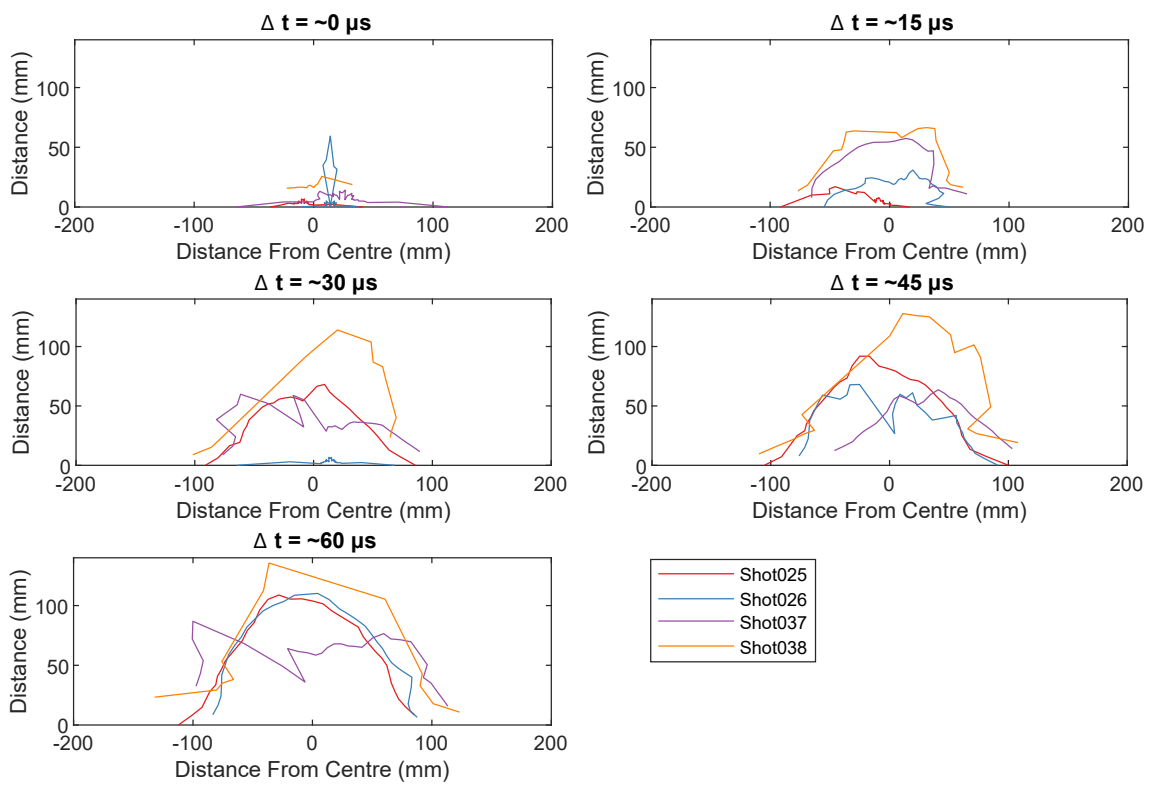 Δ t = ~0 µs
Distance (mm)
100
50
0
-200 -100 0 100 200
Distance From Centre (mm)
Δ t = ~15 µs
Distance (mm)
100
50
0
-200 -100 0 100 200
Distance From Centre (mm)
Δ t = ~30 µs
Distance (mm)
100
50
0
-200 -100 0 100 200
Distance From Centre (mm)
Δ t = ~45 µs
Distance (mm)
100
50
0
-200 -100 0 100 200
Distance From Centre (mm)
Δ t = ~60 µs
Distance (mm)
100
50
0
-200 -100 0 100 200
Distance From Centre (mm)
Shot025
Shot026
Shot037
Shot038